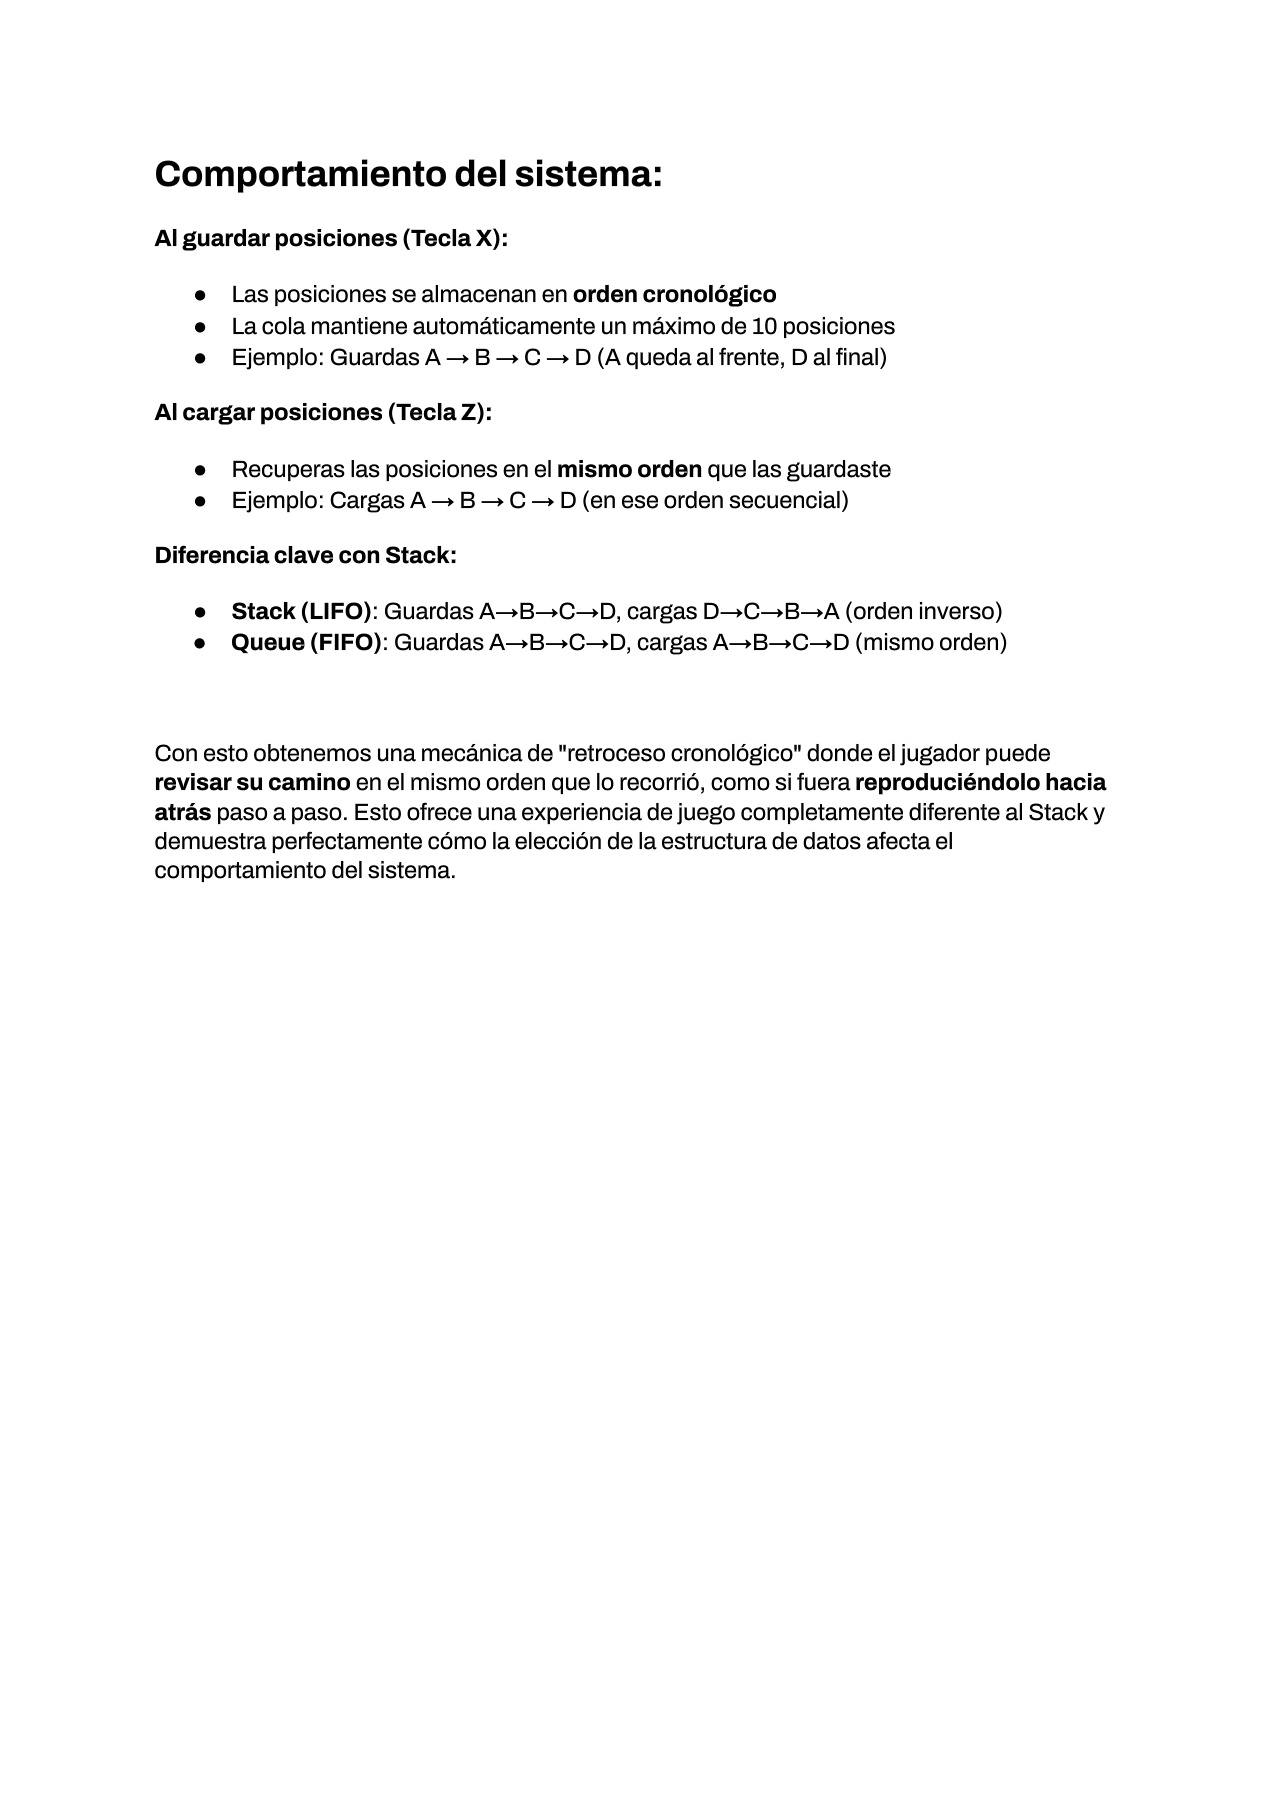 Comportamiento del sistema:
Al guardar posiciones (Tecla X):
● Las posiciones se almacenan en orden cronológico
● La cola mantiene automáticamente un máximo de 10 posiciones
● Ejemplo: Guardas A → B → C → D (A queda al frente, D al final)
Al cargar posiciones (Tecla Z):
● Recuperas las posiciones en el mismo orden que las guardaste
● Ejemplo: Cargas A → B → C → D (en ese orden secuencial)
Diferencia clave con Stack:
● Stack (LIFO): Guardas A→B→C→D, cargas D→C→B→A (orden inverso)
● Queue (FIFO): Guardas A→B→C→D, cargas A→B→C→D (mismo orden)
Con esto obtenemos una mecánica de "retroceso cronológico" donde el jugador puede
revisar su camino en el mismo orden que lo recorrió, como si fuera reproduciéndolo hacia
atrás paso a paso. Esto ofrece una experiencia de juego completamente diferente al Stack y
demuestra perfectamente cómo la elección de la estructura de datos afecta el
comportamiento del sistema.